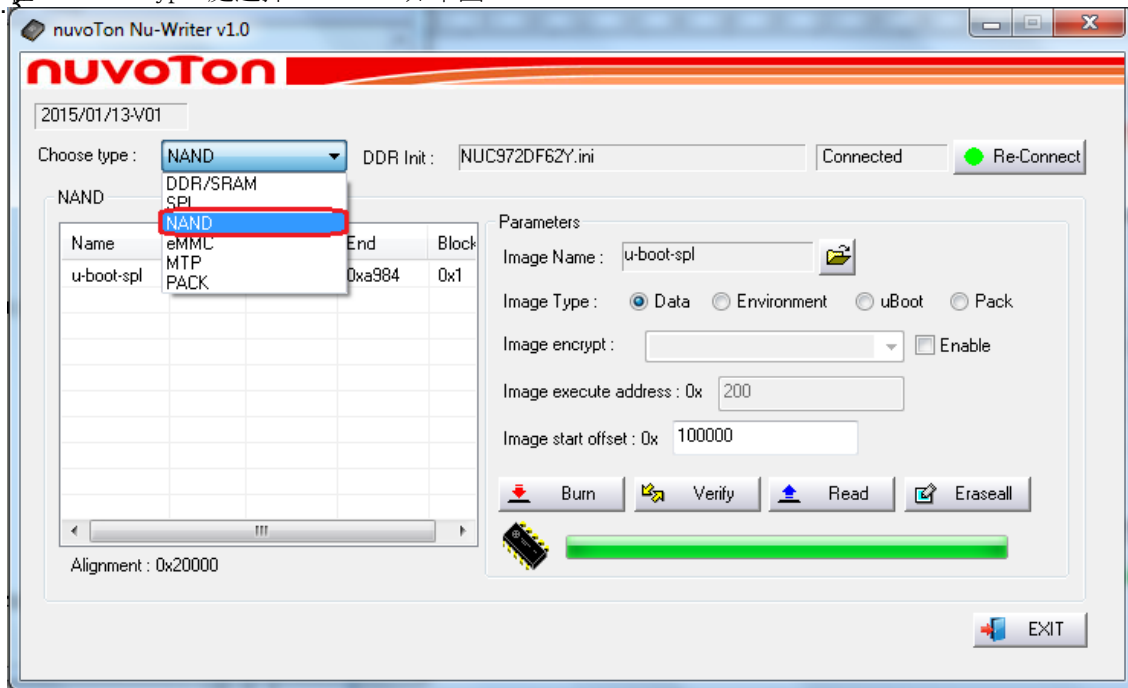 nuvoTon Nu-Writer v1.0
nuvoTon
2015/01/13-V01
Choose type :
NAND
DDR Init :
NUC972DF62Y.ini
Connected
Re-Connect
DDR/SRAM
SPI
NAND
eMMC
MTP
PACK
NAND
Name
End
Block
u-boot-spl
0xa984
0x1
Alignment : 0x20000
Parameters
Image Name :
u-boot-spl
Image Type :
Data
Environment
uBoot
Pack
Image encrypt :
Enable
Image execute address : 0x
200
Image start offset : 0x
100000
Burn
Verify
Read
Eraseall
EXIT